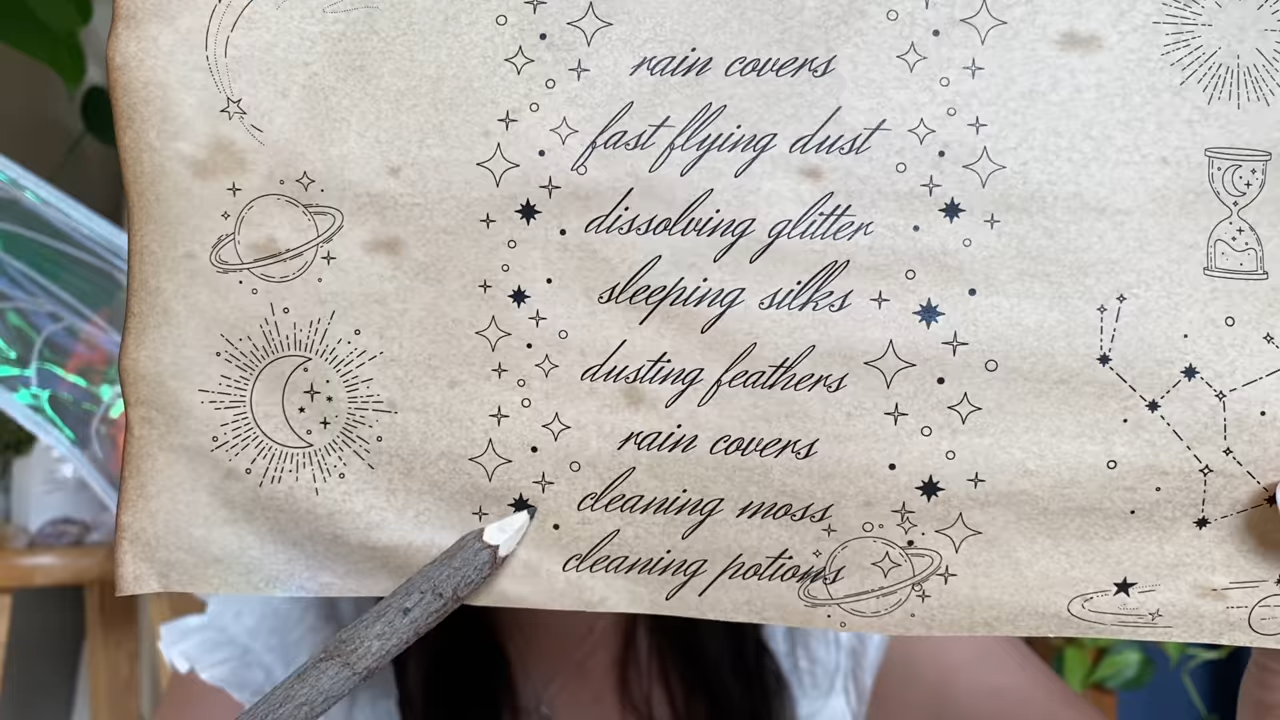 rain covers
fast flying dust
dissolving glitter
sleeping silks
dusting feathers
rain covers
cleaning moss
cleaning potions